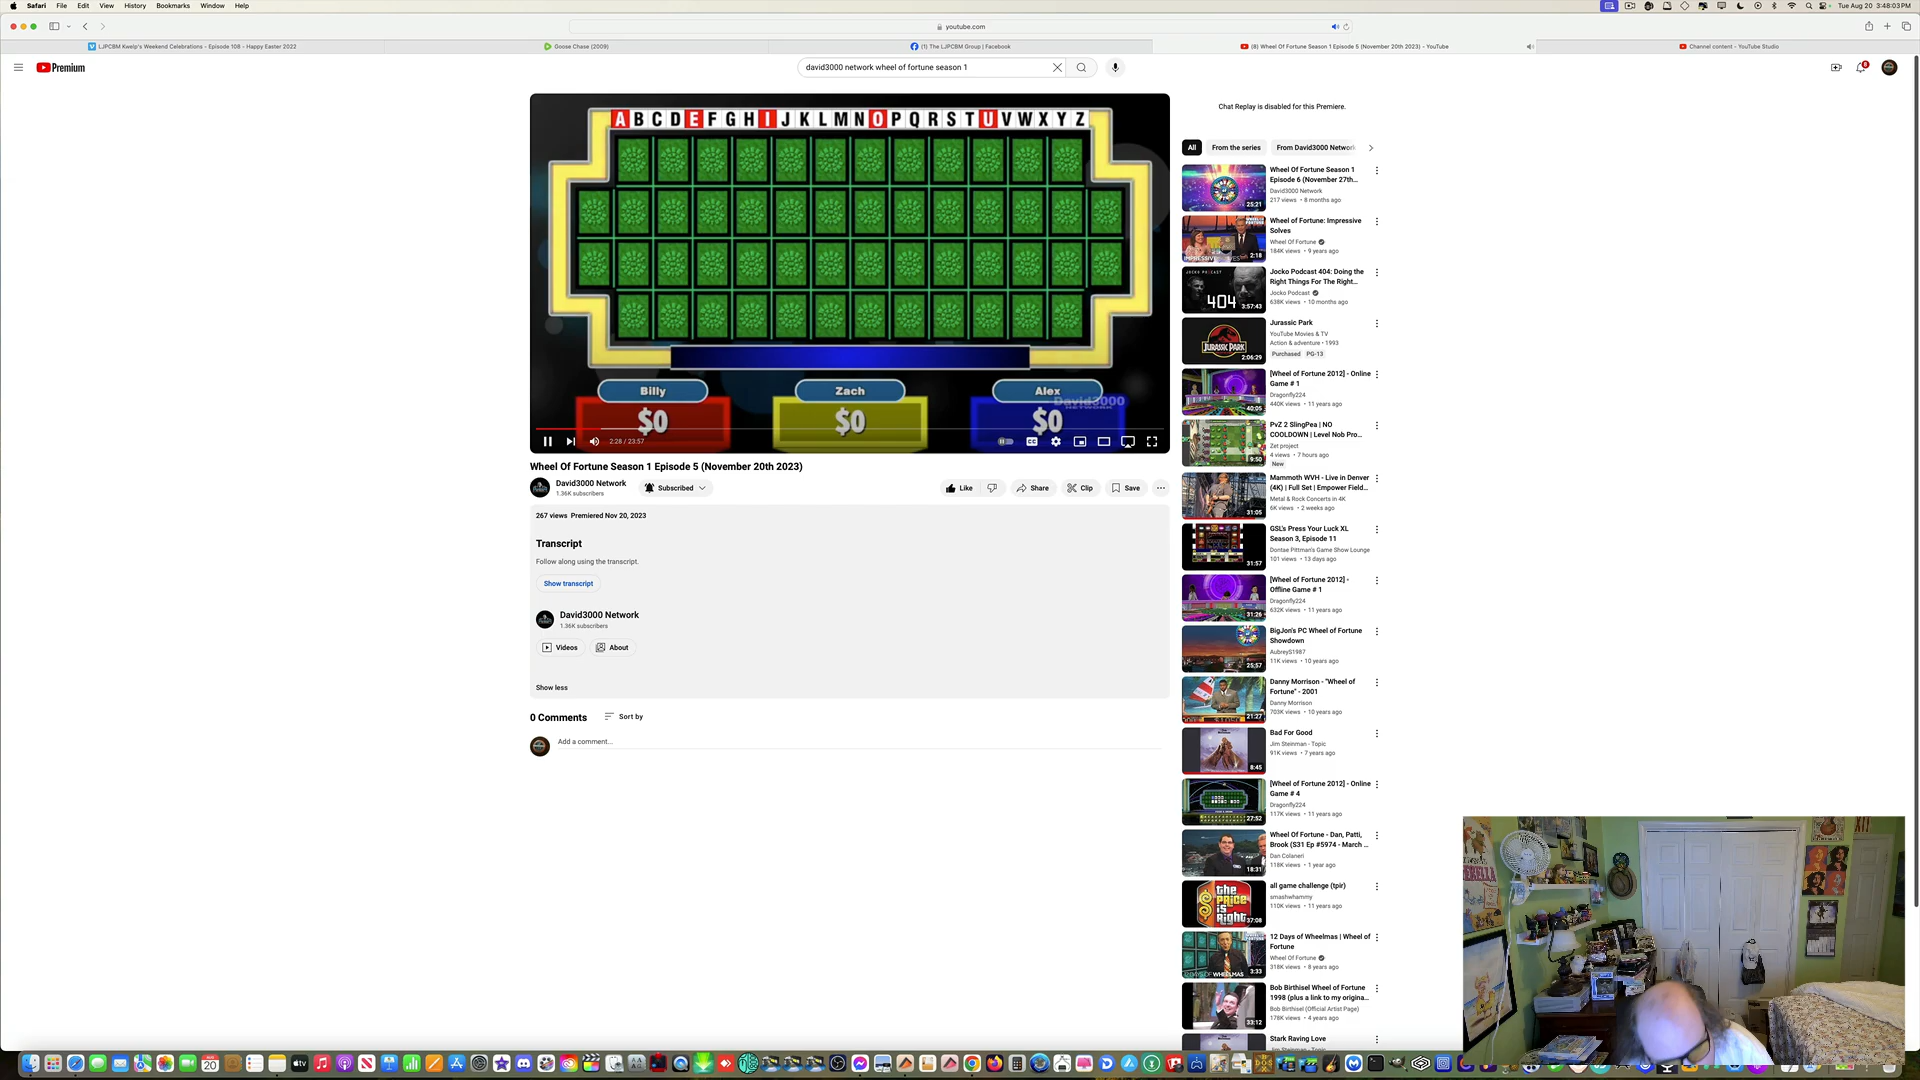 Safari File Edit View History Bookmarks Window Help
Tue Aug 20 3:48:03 PM
youtube.com
LJPCBM Kwelp's Weekend Celebrations - Episode 108 - Happy Easter 2022
Goose Chase (2009)
(1) The LJPCBM Group | Facebook
(8) Wheel Of Fortune Season 1 Episode 5 (November 20th 2023) - YouTube
Channel content - YouTube Studio
Premium
david3000 network wheel of fortune season 1
8
ABCDEFGHIJKLMNOPQRSTUVWXYZ
Billy
Zach
Alex
David3000
NETWORK
$0
$0
$0
2:28 / 23:57
Wheel Of Fortune Season 1 Episode 5 (November 20th 2023)
David3000 Network
1.36K subscribers
Subscribed
Like
Share
Clip
Save
267 views Premiered Nov 20, 2023
Transcript
Follow along using the transcript.
Show transcript
David3000 Network
1.36K subscribers
Videos
About
Show less
0 Comments
Sort by
Add a comment...
Chat Replay is disabled for this Premiere.
All
From the series
From David3000 Network
Wheel Of Fortune Season 1
Episode 6 (November 27th...
David3000 Network
217 views • 8 months ago
25:21
Wheel of Fortune: Impressive
Solves
Wheel Of Fortune
184K views • 9 years ago
2:18
Jocko Podcast 404: Doing the
Right Things For The Right...
Jocko Podcast
638K views • 10 months ago
404
3:57:43
Jurassic Park
YouTube Movies & TV
Action & adventure • 1993
Purchased PG-13
JURASSIC PARK
2:06:29
[Wheel of Fortune 2012] - Online
Game # 1
Dragonfly224
440K views • 11 years ago
40:05
PvZ 2 SlingPea | NO
COOLDOWN | Level Nob Pro...
Zet project
4 views • 7 hours ago
New
9:50
Mammoth WVH - Live in Denver
(4K) | Full Set | Empower Field...
Metal & Rock Concerts in 4K
6K views • 2 weeks ago
31:05
GSL's Press Your Luck XL
Season 3, Episode 11
Dontae Pittman's Game Show Lounge
101 views • 13 days ago
31:57
[Wheel of Fortune 2012] -
Offline Game # 1
Dragonfly224
632K views • 11 years ago
31:26
BigJon's PC Wheel of Fortune
Showdown
AubreyS1987
11K views • 10 years ago
25:57
Danny Morrison - "Wheel of
Fortune" - 2001
Danny Morrison
703K views • 10 years ago
21:27
Bad For Good
Jim Steinman - Topic
91K views • 7 years ago
8:45
[Wheel of Fortune 2012] - Online
Game # 4
Dragonfly224
117K views • 11 years ago
27:52
Wheel Of Fortune - Dan, Patti,
Brook (S31 Ep #5974 - March ...
Dan Colaneri
118K views • 1 year ago
18:31
all game challenge (tpir)
smashwhammy
110K views • 11 years ago
the PRICE is Right
37:08
12 Days of Wheelmas | Wheel of
Fortune
Wheel Of Fortune
318K views • 8 years ago
3:33
Bob Birthisel Wheel of Fortune
1998 (plus a link to my origina...
Bob Birthisel (Official Artist Page)
178K views • 4 years ago
33:12
Stark Raving Love
AUG
20